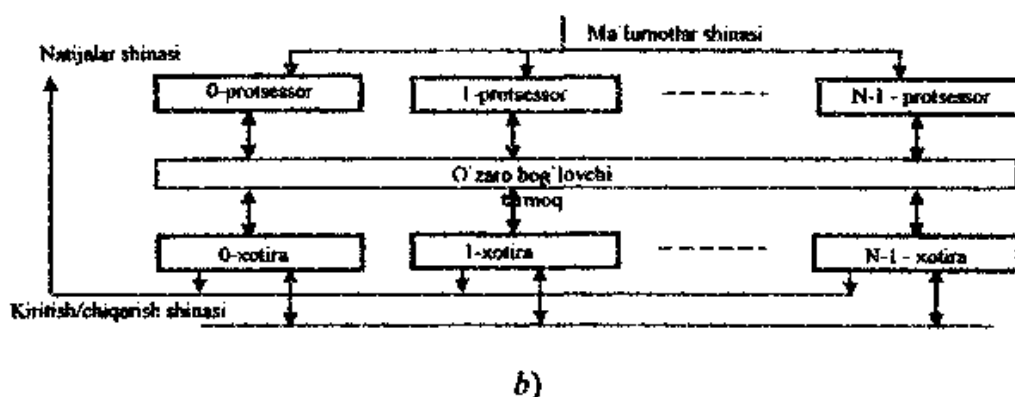 Natijalar shinasi
Ma'lumotlar shinasi
0-protsessor
1-protsessor
N-1 - protsessor
O'zaro bog'lovchi
tarmoq
0-xotira
1-xotira
N-1 - xotira
Kiritish/chiqarish shinasi
b)